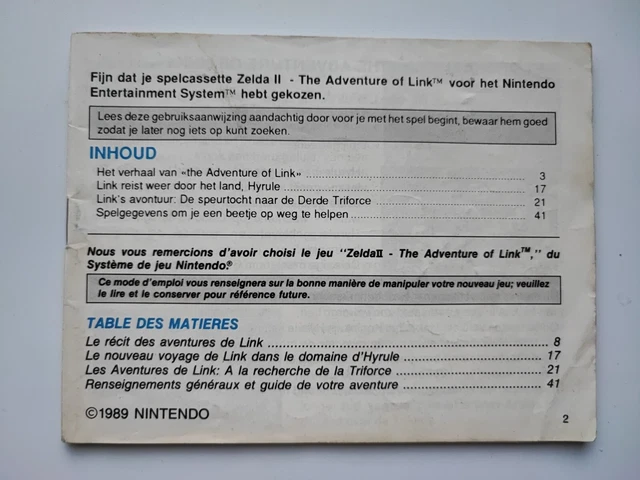 Fijn dat je spelcassette Zelda II - The Adventure of Link™ voor het Nintendo
Entertainment System™ hebt gekozen.
Lees deze gebruiksaanwijzing aandachtig door voor je met het spel begint, bewaar hem goed
zodat je later nog iets op kunt zoeken.
INHOUD
Het verhaal van «the Adventure of Link» 3
Link reist weer door het land, Hyrule 17
Link's avontuur: De speurtocht naar de Derde Triforce 21
Spelgegevens om je een beetje op weg te helpen 41
Nous vous remercions d'avoir choisi le jeu "ZeldaII - The Adventure of Link™," du
Système de jeu Nintendo.®
Ce mode d'emploi vous renseignera sur la bonne manière de manipuler votre nouveau jeu; veuillez
le lire et le conserver pour référence future.
TABLE DES MATIERES
Le récit des aventures de Link 8
Le nouveau voyage de Link dans le domaine d'Hyrule 17
Les Aventures de Link: A la recherche de la Triforce 21
Renseignements généraux et guide de votre aventure 41
©1989 NINTENDO
2